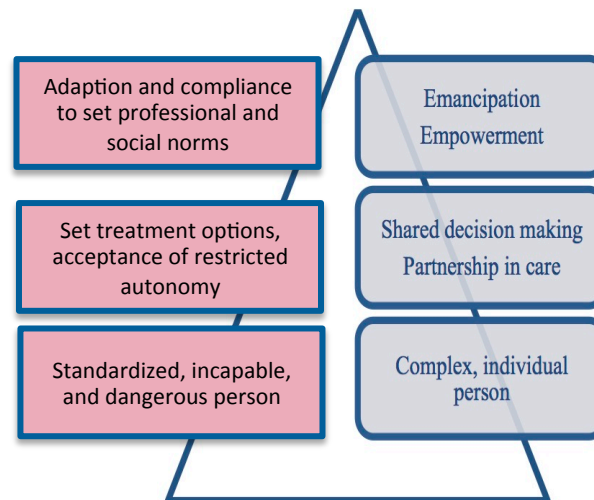 Adaption and compliance
to set professional and
social norms
Emancipation
Empowerment
Set treatment options,
acceptance of restricted
autonomy
Shared decision making
Partnership in care
Standardized, incapable,
and dangerous person
Complex, individual
person